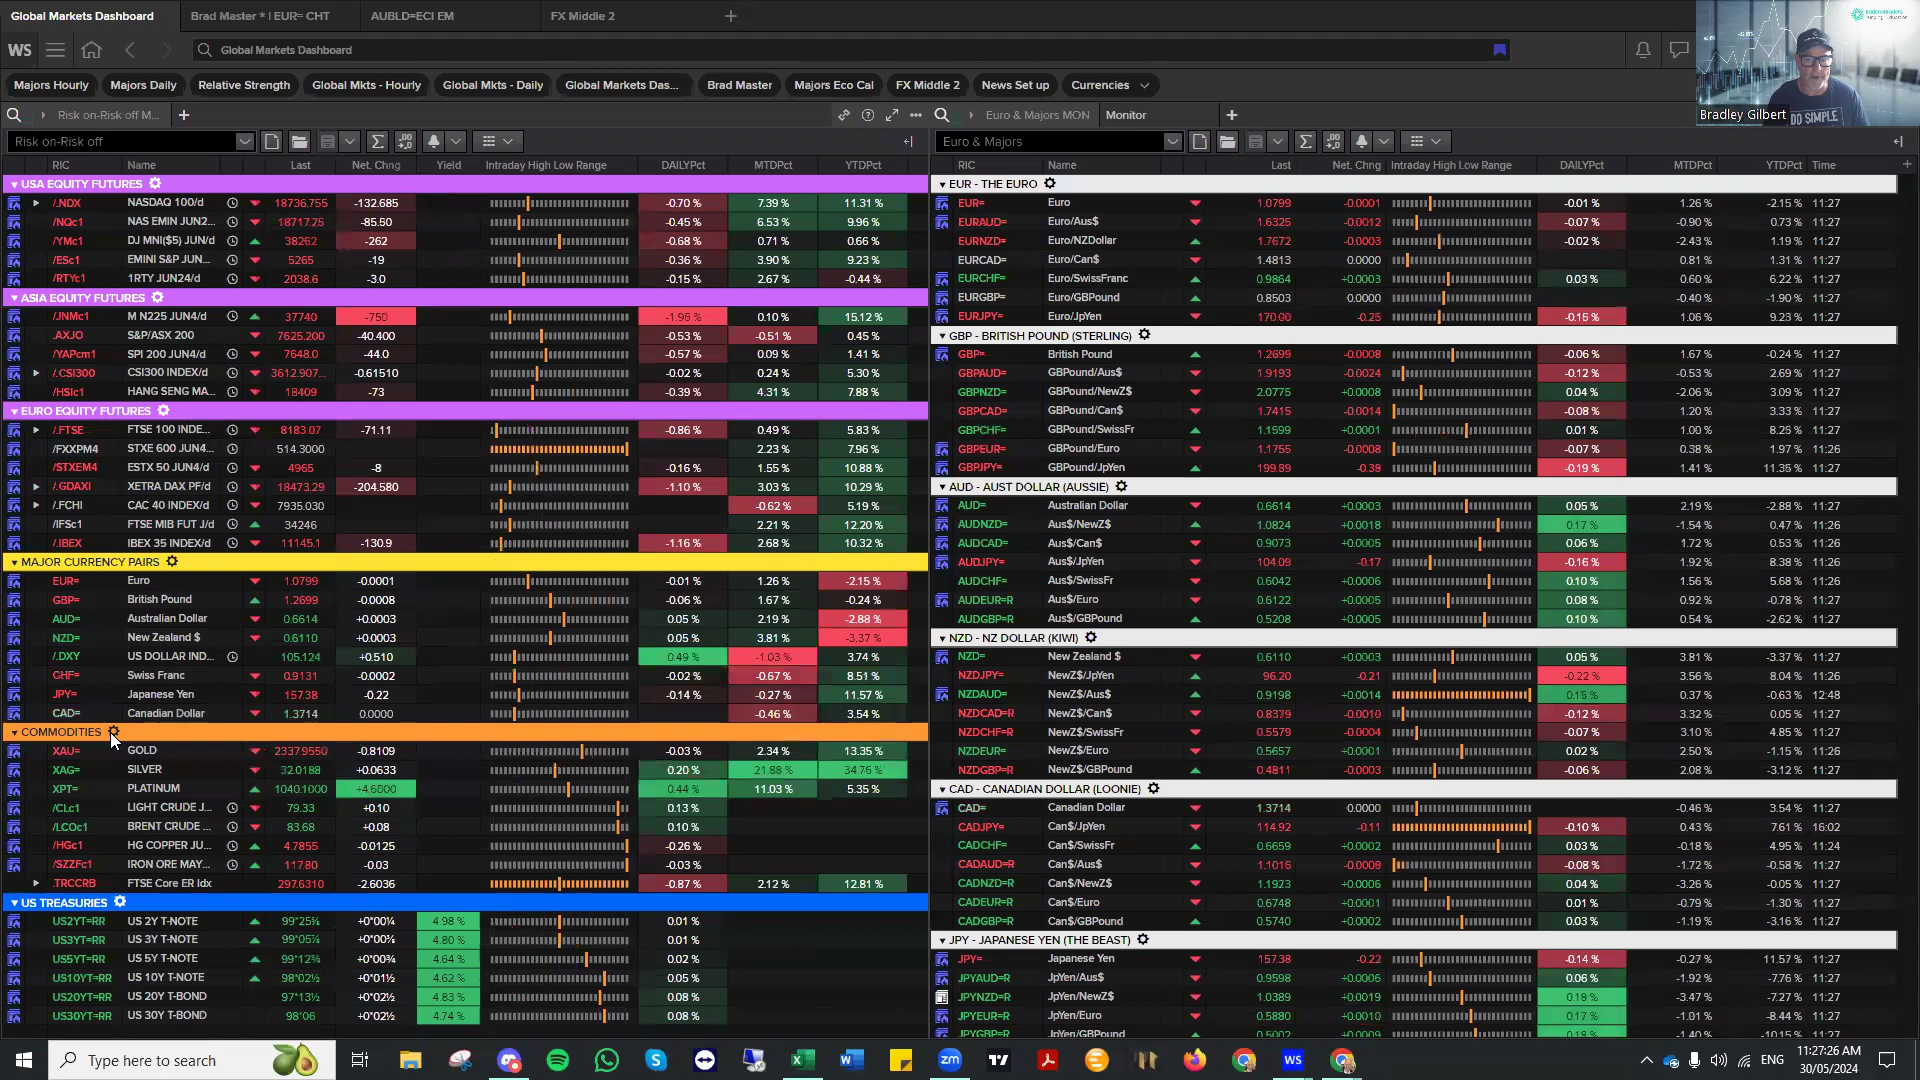 Global Markets Dashboard
Brad Master * | EUR= CHT
AUBLD=ECI EM
FX Middle 2
WS
Global Markets Dashboard
Majors Hourly
Majors Daily
Relative Strength
Global Mkts - Hourly
Global Mkts - Daily
Global Markets Das...
Brad Master
Majors Eco Cal
FX Middle 2
News Set up
Currencies
Bradley Gilbert
DO SIMPLE
Risk on-Risk off M...
Risk on-Risk off
RIC Name Last Net. Chng Yield Intraday High Low Range DAILYPct MTDPct YTDPct
USA EQUITY FUTURES
/.NDX NASDAQ 100/d 18736.755 -132.685 -0.70 % 7.39 % 11.31 %
/NQc1 NAS EMIN JUN2... 18717.25 -85.50 -0.45 % 6.53 % 9.96 %
/YMc1 DJ MNI($5) JUN/d 38262 -262 -0.68 % 0.71 % 0.66 %
/ESc1 EMINI S&P JUN... 5265 -19 -0.36 % 3.90 % 9.23 %
/RTYc1 1RTY JUN24/d 2038.6 -3.0 -0.15 % 2.67 % -0.44 %
ASIA EQUITY FUTURES
/JNMc1 M N225 JUN4/d 37740 -750 -1.96 % 0.10 % 15.12 %
.AXJO S&P/ASX 200 7625.200 -40.400 -0.53 % -0.51 % 0.45 %
/YAPcm1 SPI 200 JUN4/d 7648.0 -44.0 -0.57 % 0.09 % 1.41 %
/.CSI300 CSI300 INDEX/d 3612.907... -0.61510 -0.02 % 0.24 % 5.30 %
/HSIc1 HANG SENG MA... 18409 -73 -0.39 % 4.31 % 7.88 %
EURO EQUITY FUTURES
/.FTSE FTSE 100 INDE... 8183.07 -71.11 -0.86 % 0.49 % 5.83 %
/FXXPM4 STXE 600 JUN4... 514.3000 2.23 % 7.96 %
/STXEM4 ESTX 50 JUN4/d 4965 -8 -0.16 % 1.55 % 10.88 %
/.GDAXI XETRA DAX PF/d 18473.29 -204.580 -1.10 % 3.03 % 10.29 %
/.FCHI CAC 40 INDEX/d 7935.030 -0.62 % 5.19 %
/IFSc1 FTSE MIB FUT J/d 34246 2.21 % 12.20 %
/.IBEX IBEX 35 INDEX/d 11145.1 -130.9 -1.16 % 2.68 % 10.32 %
MAJOR CURRENCY PAIRS
EUR= Euro 1.0799 -0.0001 -0.01 % 1.26 % -2.15 %
GBP= British Pound 1.2699 -0.0008 -0.06 % 1.67 % -0.24 %
AUD= Australian Dollar 0.6614 +0.0003 0.05 % 2.19 % -2.88 %
NZD= New Zealand $ 0.6110 +0.0003 0.05 % 3.81 % -3.37 %
/.DXY US DOLLAR IND... 105.124 +0.510 0.49 % -1.03 % 3.74 %
CHF= Swiss Franc 0.9131 -0.0002 -0.02 % -0.67 % 8.51 %
JPY= Japanese Yen 157.38 -0.22 -0.14 % -0.27 % 11.57 %
CAD= Canadian Dollar 1.3714 0.0000 -0.46 % 3.54 %
COMMODITIES
XAU= GOLD 2337.9550 -0.8109 -0.03 % 2.34 % 13.35 %
XAG= SILVER 32.0188 +0.0633 0.20 % 21.88 % 34.76 %
XPT= PLATINUM 1040.1000 +4.6000 0.44 % 11.03 % 5.35 %
/CLc1 LIGHT CRUDE J... 79.33 +0.10 0.13 %
/LCOc1 BRENT CRUDE ... 83.68 +0.08 0.10 %
/HGc1 HG COPPER JU... 4.7855 -0.0125 -0.26 %
/SZZFc1 IRON ORE MAY... 117.80 -0.03 -0.03 %
.TRCCRB FTSE Core ER Idx 297.6310 -2.6036 -0.87 % 2.12 % 12.81 %
US TREASURIES
US2YT=RR US 2Y T-NOTE 99*25¾ +0*00¼ 4.98 % 0.01 %
US3YT=RR US 3Y T-NOTE 4.80 % 0.01 %
US5YT=RR US 5Y T-NOTE 99*12¾ +0*00¾ 4.64 % 0.02 %
US10YT=RR US 10Y T-NOTE 98*02½ +0*01½ 4.62 % 0.05 %
US20YT=RR US 20Y T-BOND 97*13½ +0*02½ 4.83 % 0.08 %
US30YT=RR US 30Y T-BOND 98*06 +0*02½ 4.74 % 0.08 %
Euro & Majors MON
Monitor
Euro & Majors
RIC Name Last Net. Chng Intraday High Low Range DAILYPct MTDPct YTDPct Time
EUR - THE EURO
EUR= Euro 1.0799 -0.0001 -0.01 % 1.26 % -2.15 % 11:27
EURAUD= Euro/Aus$ 1.6325 -0.0012 -0.07 % -0.90 % 0.73 % 11:27
EURNZD= Euro/NZDollar 1.7672 -0.0003 -0.02 % -2.43 % 1.19 % 11:27
EURCAD= Euro/Can$ 1.4813 0.0000 0.81 % 1.31 % 11:27
EURCHF= Euro/SwissFranc 0.9864 +0.0003 0.03 % 0.60 % 6.22 % 11:27
EURGBP= Euro/GBPound 0.8503 0.0000 -0.40 % -1.90 % 11:27
EURJPY= Euro/JpYen 170.00 -0.25 -0.15 % 1.06 % 9.23 % 11:27
GBP - BRITISH POUND (STERLING)
GBP= British Pound 1.2699 -0.0008 -0.06 % 1.67 % -0.24 % 11:27
GBPAUD= GBPound/Aus$ 1.9193 -0.0024 -0.12 % -0.53 % 2.69 % 11:27
GBPNZD= GBPound/NewZ$ 2.0775 +0.0008 0.04 % -2.06 % 3.09 % 11:27
GBPCAD= GBPound/Can$ 1.7415 -0.0014 -0.08 % 1.20 % 3.33 % 11:27
GBPCHF= GBPound/SwissFr 1.1599 +0.0001 0.01 % 1.00 % 8.25 % 11:27
GBPEUR= GBPound/Euro 1.1755 -0.0008 -0.07 % 0.38 % 1.97 % 11:26
GBPJPY= GBPound/JpYen 199.89 -0.39 -0.19 % 1.41 % 11.35 % 11:27
AUD - AUST DOLLAR (AUSSIE)
AUD= Australian Dollar 0.6614 +0.0003 0.05 % 2.19 % -2.88 % 11:27
AUDNZD= Aus$/NewZ$ 1.0824 +0.0018 0.17 % -1.54 % 0.47 % 11:26
AUDCAD= Aus$/Can$ 0.9073 +0.0005 0.06 % 1.72 % 0.53 % 11:26
AUDJPY= Aus$/JpYen 104.09 -0.17 -0.16 % 1.92 % 8.38 % 11:27
AUDCHF= Aus$/SwissFr 0.6042 +0.0006 0.10 % 1.56 % 5.68 % 11:26
AUDEUR=R Aus$/Euro 0.6122 +0.0005 0.08 % 0.92 % -0.78 % 11:27
AUDGBP=R Aus$/GBPound 0.5208 +0.0005 0.10 % 0.54 % -2.62 % 11:27
NZD - NZ DOLLAR (KIWI)
NZD= New Zealand $ 0.6110 +0.0003 0.05 % 3.81 % -3.37 % 11:27
NZDJPY= NewZ$/JpYen 96.20 -0.21 -0.22 % 3.56 % 8.04 % 11:26
NZDAUD= NewZ$/Aus$ 0.9198 +0.0014 0.15 % 0.37 % -0.63 % 12:48
NZDCAD=R NewZ$/Can$ 0.8379 -0.0010 -0.12 % 3.32 % 0.05 % 11:27
NZDCHF=R NewZ$/SwissFr 0.5579 -0.0004 -0.07 % 3.10 % 11:27
NZDEUR= NewZ$/Euro 0.5657 +0.0001 0.02 % 2.50 % -1.15 % 11:26
NZDGBP=R NewZ$/GBPound 0.4811 -0.0003 -0.06 % 2.08 % -3.12 % 11:27
CAD - CANADIAN DOLLAR (LOONIE)
CAD= Canadian Dollar 1.3714 0.0000 -0.46 % 3.54 % 11:27
CADJPY= Can$/JpYen 114.92 -0.11 -0.10 % 0.43 % 7.61 % 16:02
CADCHF= Can$/SwissFr 0.6659 +0.0002 0.03 % -0.18 % 4.95 % 11:24
CADAUD=R Can$/Aus$ 1.1015 -0.0008 -0.08 % -1.72 % -0.58 % 11:27
CADNZD=R Can$/NewZ$ 1.1923 +0.0006 0.04 % -3.26 % -0.05 % 11:27
CADEUR=R Can$/Euro 0.6748 +0.0001 0.01 % -0.79 % -1.30 % 11:27
CADGBP=R Can$/GBPound 0.5740 +0.0002 0.03 % -1.19 % -3.16 % 11:27
JPY - JAPANESE YEN (THE BEAST)
JPY= Japanese Yen 157.38 -0.22 -0.14 % -0.27 % 11.57 % 11:27
JPYAUD=R JpYen/Aus$ 0.9598 +0.0005 0.06 % -1.92 % -7.76 % 11:27
JPYNZD=R JpYen/NewZ$ 1.0389 +0.0019 0.18 % -3.47 % -7.27 % 11:27
JPYEUR=R JpYen/Euro 0.5880 +0.0010 0.17 % -1.01 % -8.44 % 11:27
JPYGBP=R JpYen/GBPound 0.5002 +0.0009 0.18 % -1.40 % -10.15 % 11:27
Type here to search
ENG
11:27:26 AM
30/05/2024